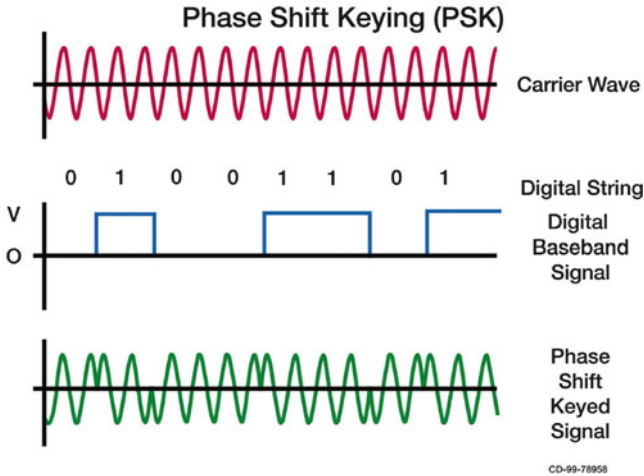 Phase Shift Keying (PSK)
Carrier Wave
0 1 0 0 1 1 0 1
Digital String
V
O
Digital
Baseband
Signal
Phase
Shift
Keyed
Signal
CD-99-78958